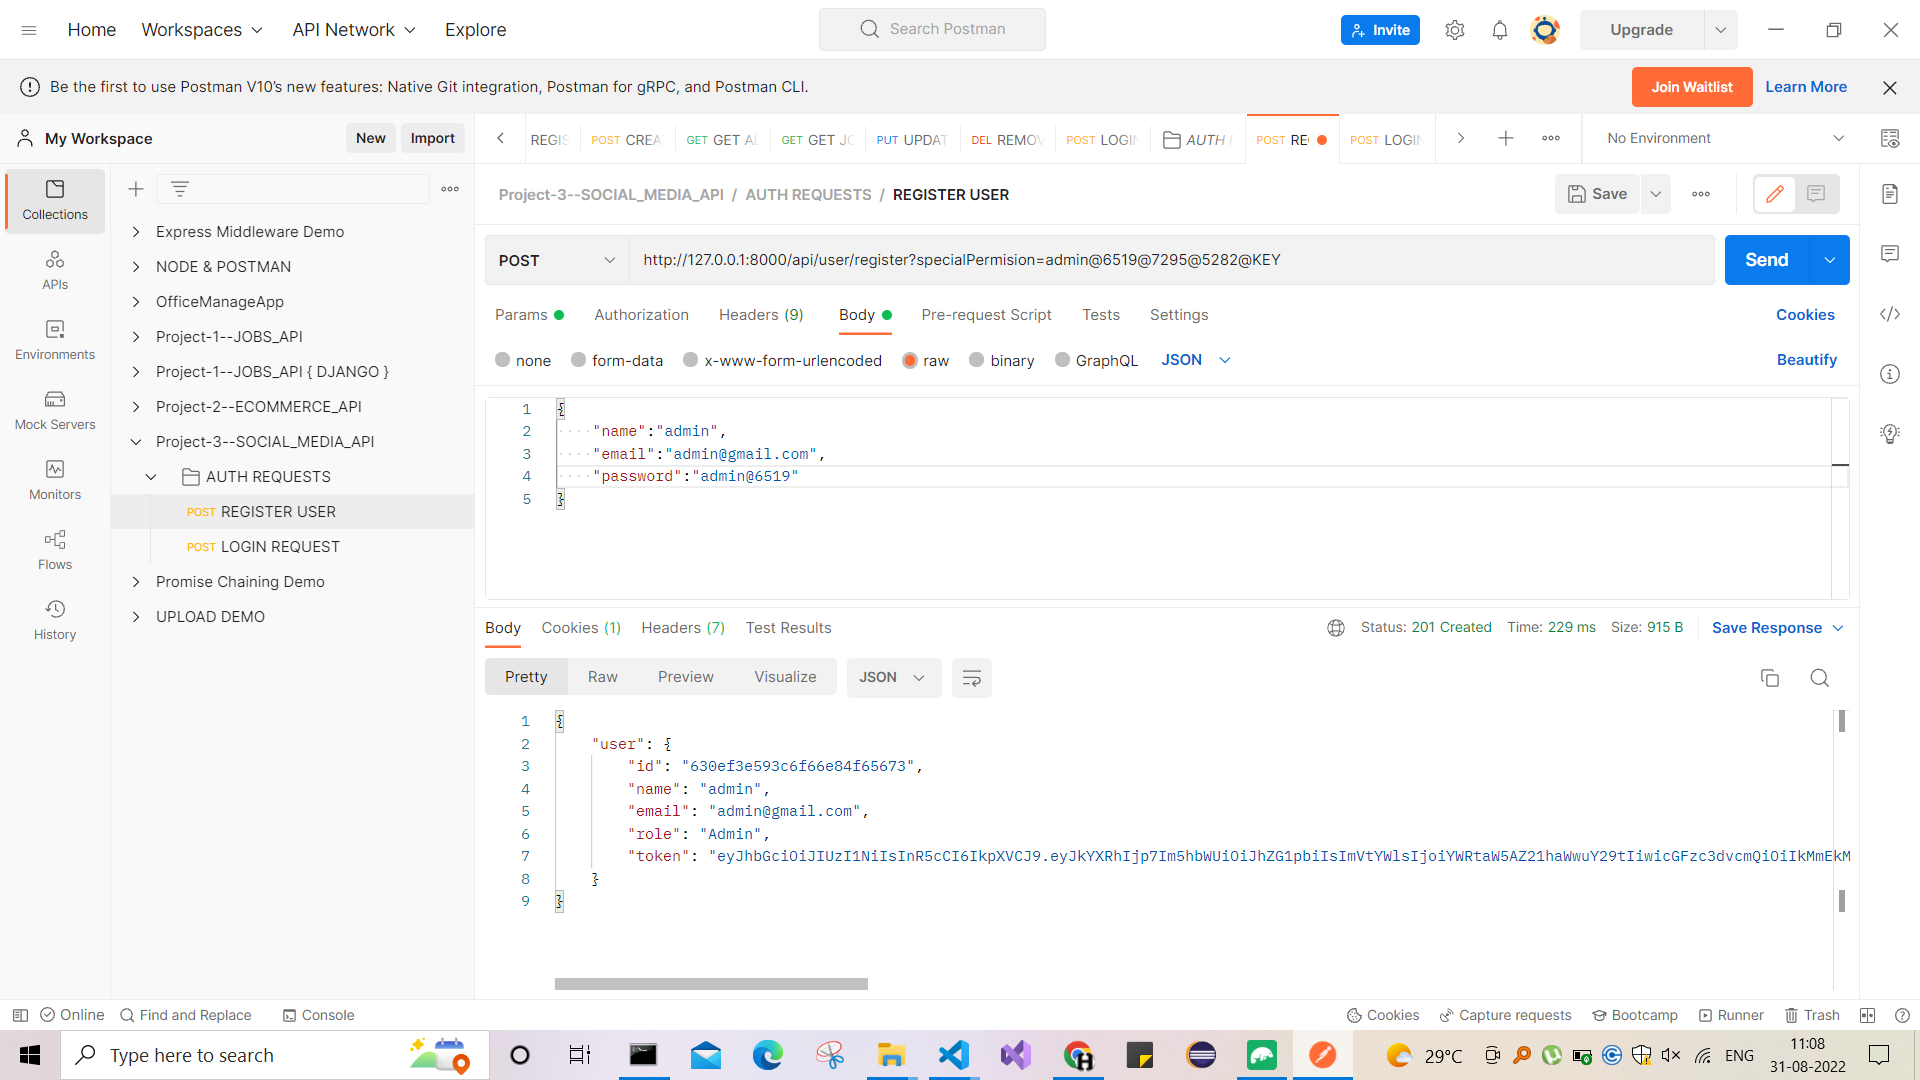 Home
Workspaces
API Network
Explore
Search Postman
Invite
Upgrade
Be the first to use Postman V10's new features: Native Git integration, Postman for gRPC, and Postman CLI.
Join Waitlist
Learn More
My Workspace
New
Import
REGIS
POST CREA
GET GET AL
GET GET JO
PUT UPDAT
DEL REMOV
POST LOGIN
AUTH R
POST RE
POST LOGIN
No Environment
Collections
APIs
Environments
Mock Servers
Monitors
Flows
History
Express Middleware Demo
NODE & POSTMAN
OfficeManageApp
Project-1--JOBS_API
Project-1--JOBS_API { DJANGO }
Project-2--ECOMMERCE_API
Project-3--SOCIAL_MEDIA_API
AUTH REQUESTS
POST REGISTER USER
POST LOGIN REQUEST
Promise Chaining Demo
UPLOAD DEMO
Project-3--SOCIAL_MEDIA_API / AUTH REQUESTS / REGISTER USER
Save
POST
http://127.0.0.1:8000/api/user/register?specialPermision=admin@6519@7295@5282@KEY
Send
Params
Authorization
Headers (9)
Body
Pre-request Script
Tests
Settings
Cookies
none
form-data
x-www-form-urlencoded
raw
binary
GraphQL
JSON
Beautify
1 {
2 ····"name":"admin",
3 ····"email":"admin@gmail.com",
4 ····"password":"admin@6519"
5 }
Body
Cookies (1)
Headers (7)
Test Results
Status: 201 Created
Time: 229 ms
Size: 915 B
Save Response
Pretty
Raw
Preview
Visualize
JSON
1 {
2 "user": {
3 "id": "630ef3e593c6f66e84f65673",
4 "name": "admin",
5 "email": "admin@gmail.com",
6 "role": "Admin",
7 "token": "eyJhbGciOiJIUzI1NiIsInR5cCI6IkpXVCJ9.eyJkYXRhIjp7Im5hbWUiOiJhZG1pbiIsImVtYWlsIjoiYWRtaW5AZ21haWwuY29tIiwicGFzc3dvcmQiOiIkMmEkM
8 }
9 }
Online
Find and Replace
Console
Cookies
Capture requests
Bootcamp
Runner
Trash
Type here to search
29°C
ENG
11:08
31-08-2022